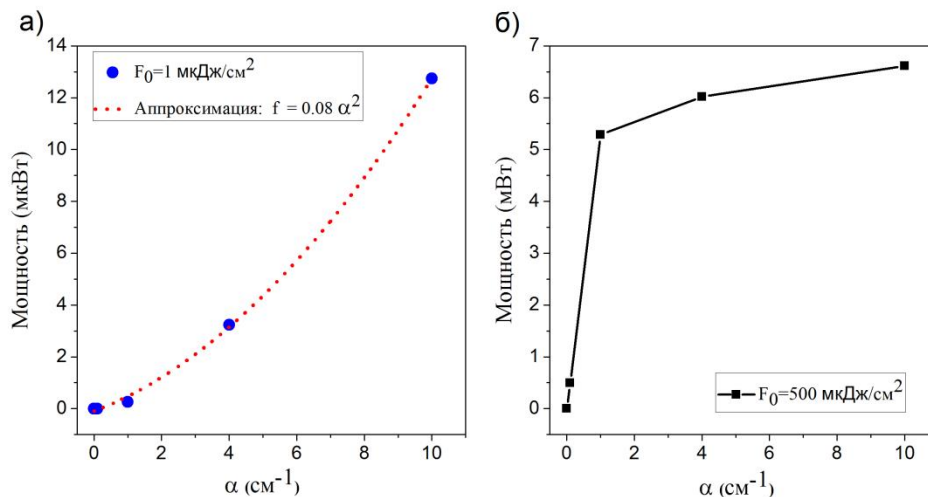 а)
14
12
10
8
6
4
2
0
Мощность (мкВт)
F0=1 мкДж/см2
Аппроксимация: f = 0.08 α2
0 2 4 6 8 10
α (см-1)
б)
7
6
5
4
3
2
1
0
Мощность (мВт)
F0=500 мкДж/см2
0 2 4 6 8 10
α (см-1)